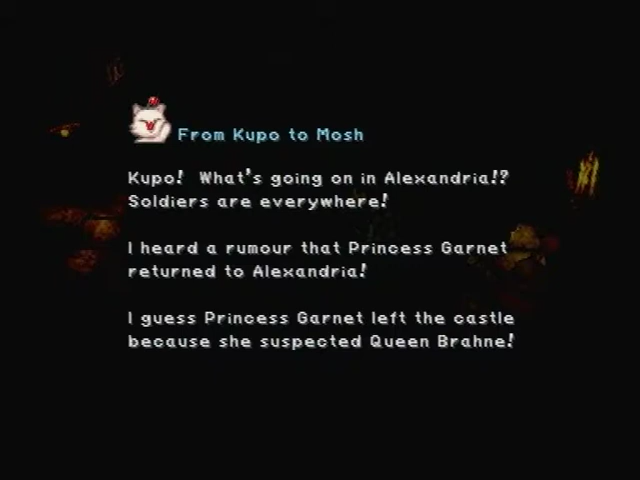 From Kupo to Mosh
Kupo! What's going on in Alexandria!?
Soldiers are everywhere!
I heard a rumour that Princess Garnet
returned to Alexandria!
I guess Princess Garnet left the castle
because she suspected Queen Brahne!